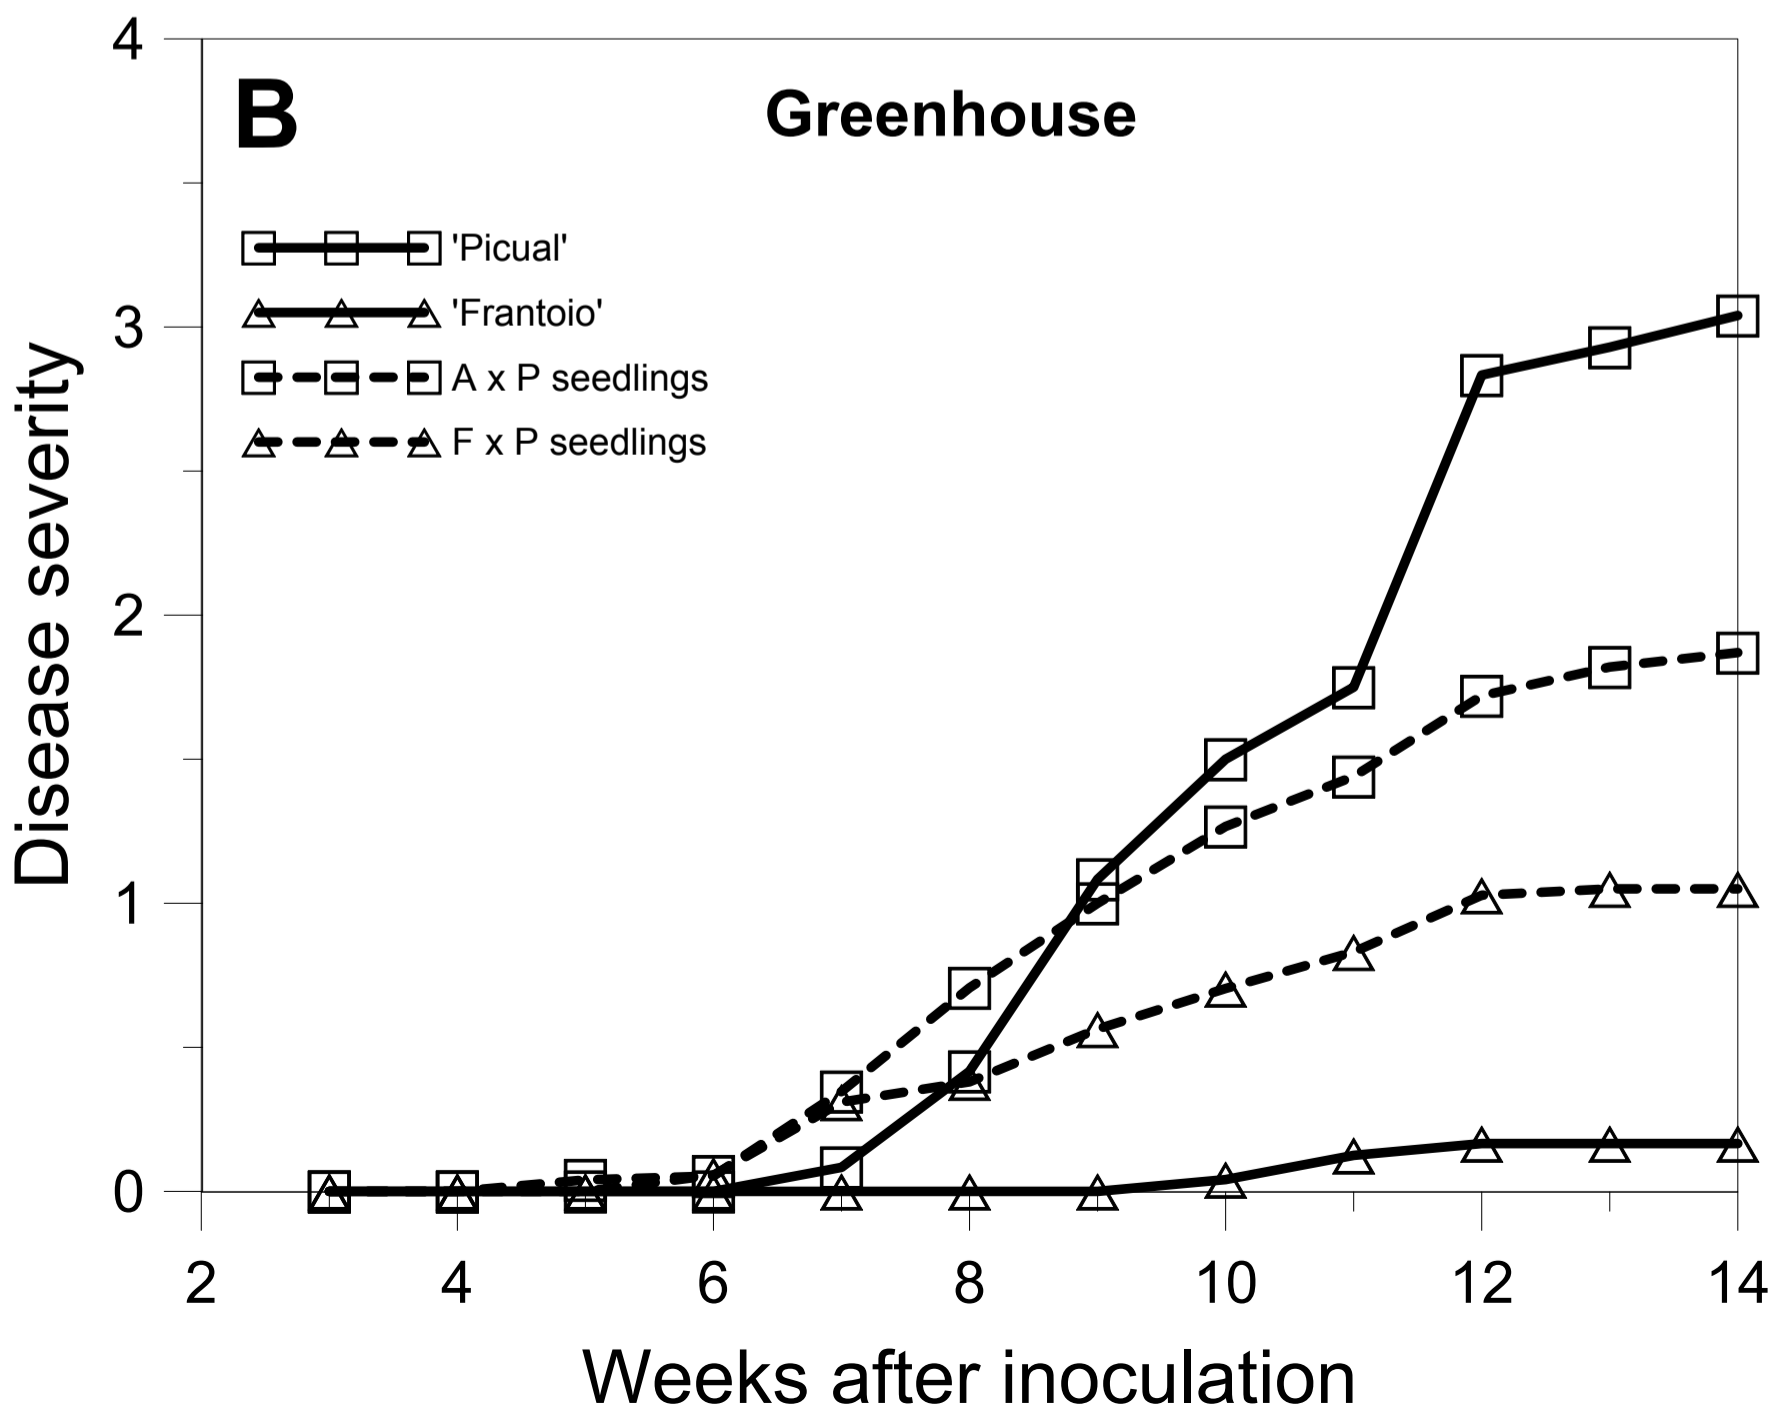 B
Greenhouse
'Picual'
'Frantoio'
A x P seedlings
F x P seedlings
Disease severity
4
3
2
1
0
2 4 6 8 10 12 14
Weeks after inoculation